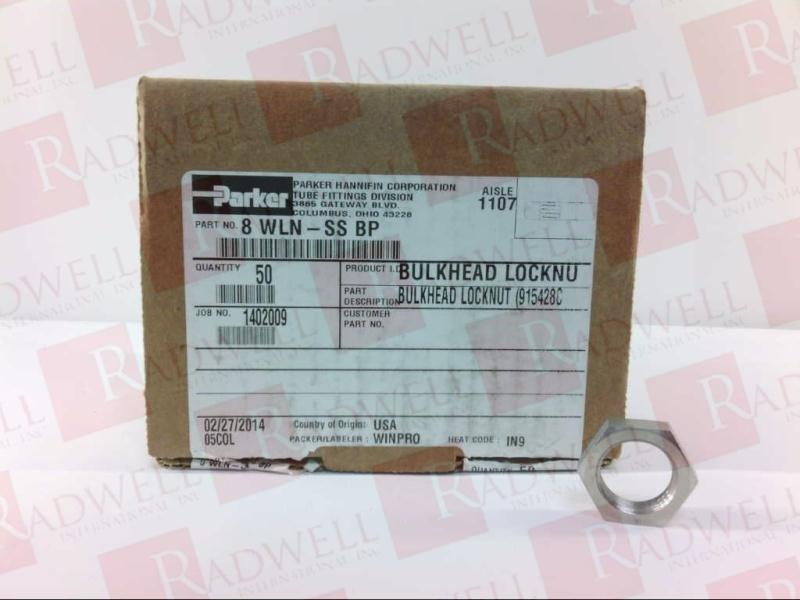 RADWELL
INTERNATIONAL, INC.
Parker
PARKER HANNIFIN CORPORATION
TUBE FITTINGS DIVISION
3885 GATEWAY BLVD.
COLUMBUS, OHIO 43228
AISLE
1107
PART NO. 8 WLN-SS BP
QUANTITY 50
PRODUCT I.D. BULKHEAD LOCKNU
PART
DESCRIPTION BULKHEAD LOCKNUT (915428C
JOB NO. 1402009
CUSTOMER
PART NO.
02/27/2014
05COL
Country of Origin: USA
PACKER/LABELER : WINPRO
HEAT CODE : IN9
QUANTITY 50